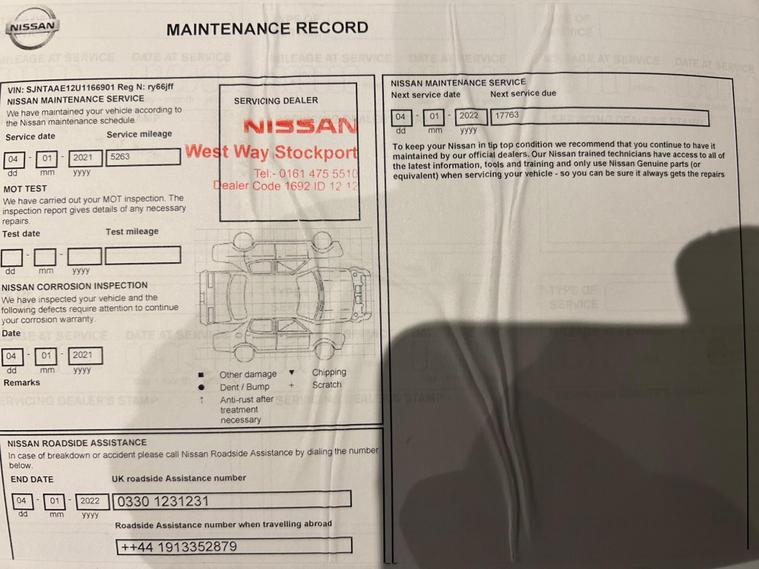 NISSAN
MAINTENANCE RECORD
VIN: SJNTAAE12U1166901 Reg N: ry66jff
NISSAN MAINTENANCE SERVICE
We have maintained your vehicle according to
the Nissan maintenance schedule.
Service date
Service mileage
04 - 01 - 2021
5263
dd mm yyyy
MOT TEST
We have carried out your MOT inspection. The
inspection report gives details of any necessary
repairs.
Test date
Test mileage
dd mm yyyy
NISSAN CORROSION INSPECTION
We have inspected your vehicle and the
following defects require attention to continue
your corrosion warranty.
Date
04 - 01 - 2021
dd mm yyyy
Remarks
SERVICING DEALER
NISSAN
West Way Stockport
Tel:- 0161 475 5510
Dealer Code 1692 ID 12 12
■ Other damage ▼ Chipping
● Dent / Bump + Scratch
↑ Anti-rust after
treatment
necessary
NISSAN ROADSIDE ASSISTANCE
In case of breakdown or accident please call Nissan Roadside Assistance by dialing the number
below.
END DATE
UK roadside Assistance number
04 - 01 - 2022
0330 1231231
dd mm yyyy
Roadside Assistance number when travelling abroad
++44 1913352879
NISSAN MAINTENANCE SERVICE
Next service date
Next service due
04 - 01 - 2022
17763
dd mm yyyy
To keep your Nissan in tip top condition we recommend that you continue to have it
maintained by our official dealers. Our Nissan trained technicians have access to all of
the latest information, tools and training and only use Nissan Genuine parts (or
equivalent) when servicing your vehicle - so you can be sure it always gets the repairs